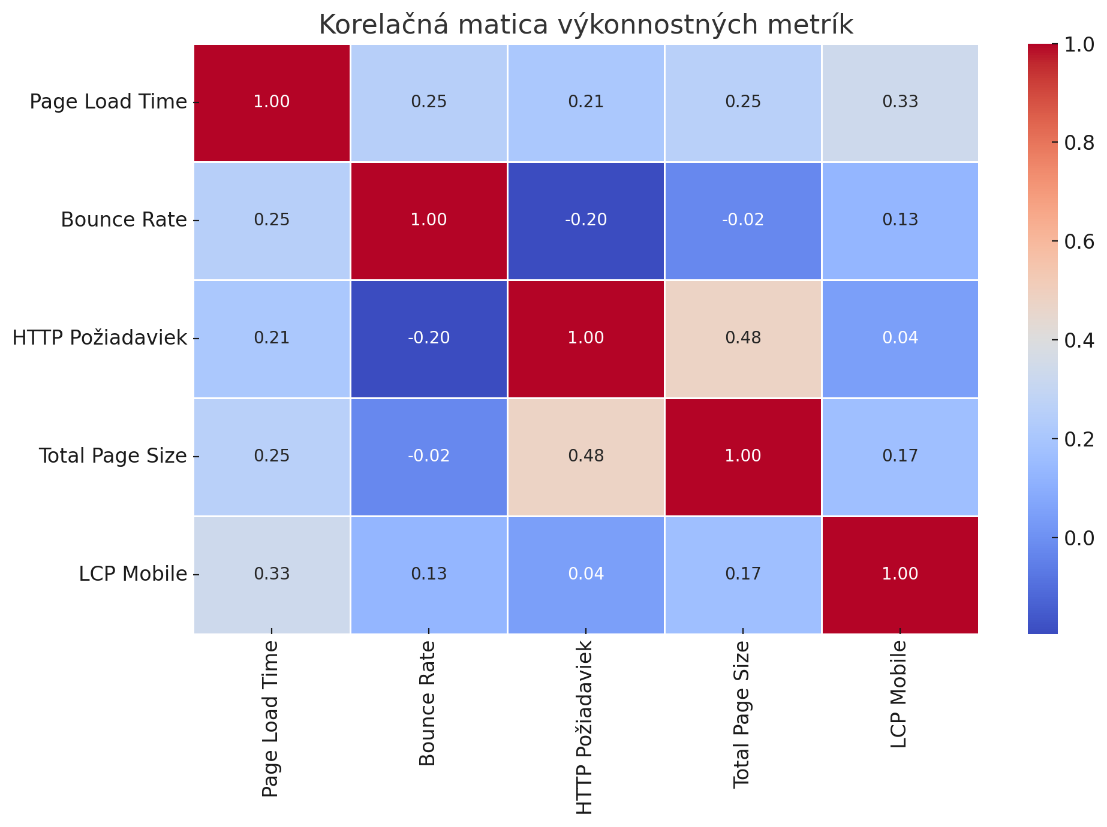 Korelačná matica výkonnostných metrík
Page Load Time 1.00 0.25 0.21 0.25 0.33
Bounce Rate 0.25 1.00 -0.20 -0.02 0.13
HTTP Požiadaviek 0.21 -0.20 1.00 0.48 0.04
Total Page Size 0.25 -0.02 0.48 1.00 0.17
LCP Mobile 0.33 0.13 0.04 0.17 1.00
Page Load Time
Bounce Rate
HTTP Požiadaviek
Total Page Size
LCP Mobile
1.0
0.8
0.6
0.4
0.2
0.0